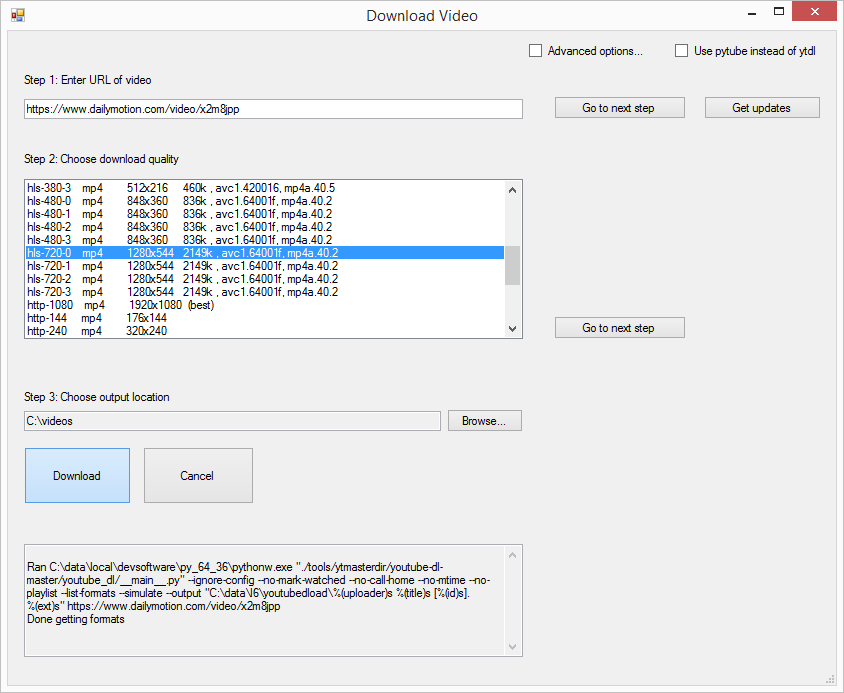 Download Video
Advanced options...
Use pytube instead of ytdl
Step 1: Enter URL of video
https://www.dailymotion.com/video/x2m8jpp
Go to next step
Get updates
Step 2: Choose download quality
hls-380-3 mp4 512x216 460k , avc1.420016, mp4a.40.5
hls-480-0 mp4 848x360 836k , avc1.64001f, mp4a.40.2
hls-480-1 mp4 848x360 836k , avc1.64001f, mp4a.40.2
hls-480-2 mp4 848x360 836k , avc1.64001f, mp4a.40.2
hls-480-3 mp4 848x360 836k , avc1.64001f, mp4a.40.2
hls-720-0 mp4 1280x544 2149k , avc1.64001f, mp4a.40.2
hls-720-1 mp4 1280x544 2149k , avc1.64001f, mp4a.40.2
hls-720-2 mp4 1280x544 2149k , avc1.64001f, mp4a.40.2
hls-720-3 mp4 1280x544 2149k , avc1.64001f, mp4a.40.2
http-1080 mp4 1920x1080 (best)
http-144 mp4 176x144
http-240 mp4 320x240
Go to next step
Step 3: Choose output location
C:\videos
Browse...
Download
Cancel
Ran C:\data\local\devsoftware\py_64_36\pythonw.exe "./tools/ytmasterdir/youtube-dl-
master/youtube_dl/__main__.py" --ignore-config --no-mark-watched --no-call-home --no-mtime --no-
playlist --list-formats --simulate --output "C:\data\l6\youtubedload\%(uploader)s %(title)s [%(id)s].
%(ext)s" https://www.dailymotion.com/video/x2m8jpp
Done getting formats